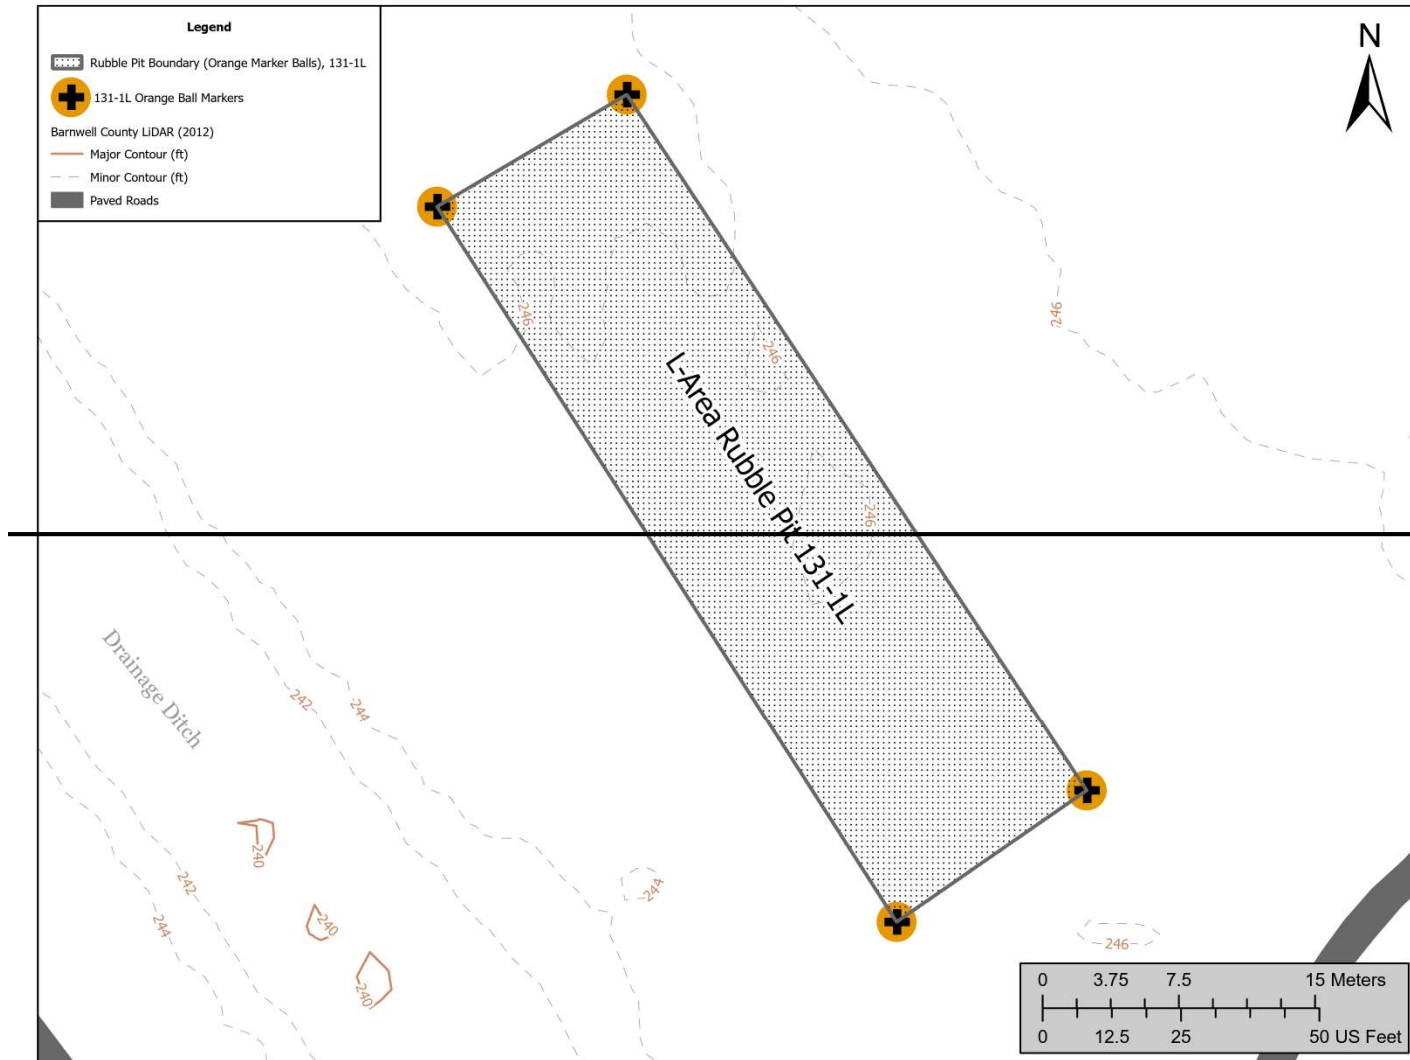 Legend
Rubble Pit Boundary (Orange Marker Balls), 131-1L
131-1L Orange Ball Markers
Barnwell County LiDAR (2012)
Major Contour (ft)
Minor Contour (ft)
Paved Roads
N
246
246
246
L-Area Rubble Pit 131-1L
246
Drainage Ditch
242
244
240
242
244
240
240
244
246
0 3.75 7.5 15 Meters
0 12.5 25 50 US Feet